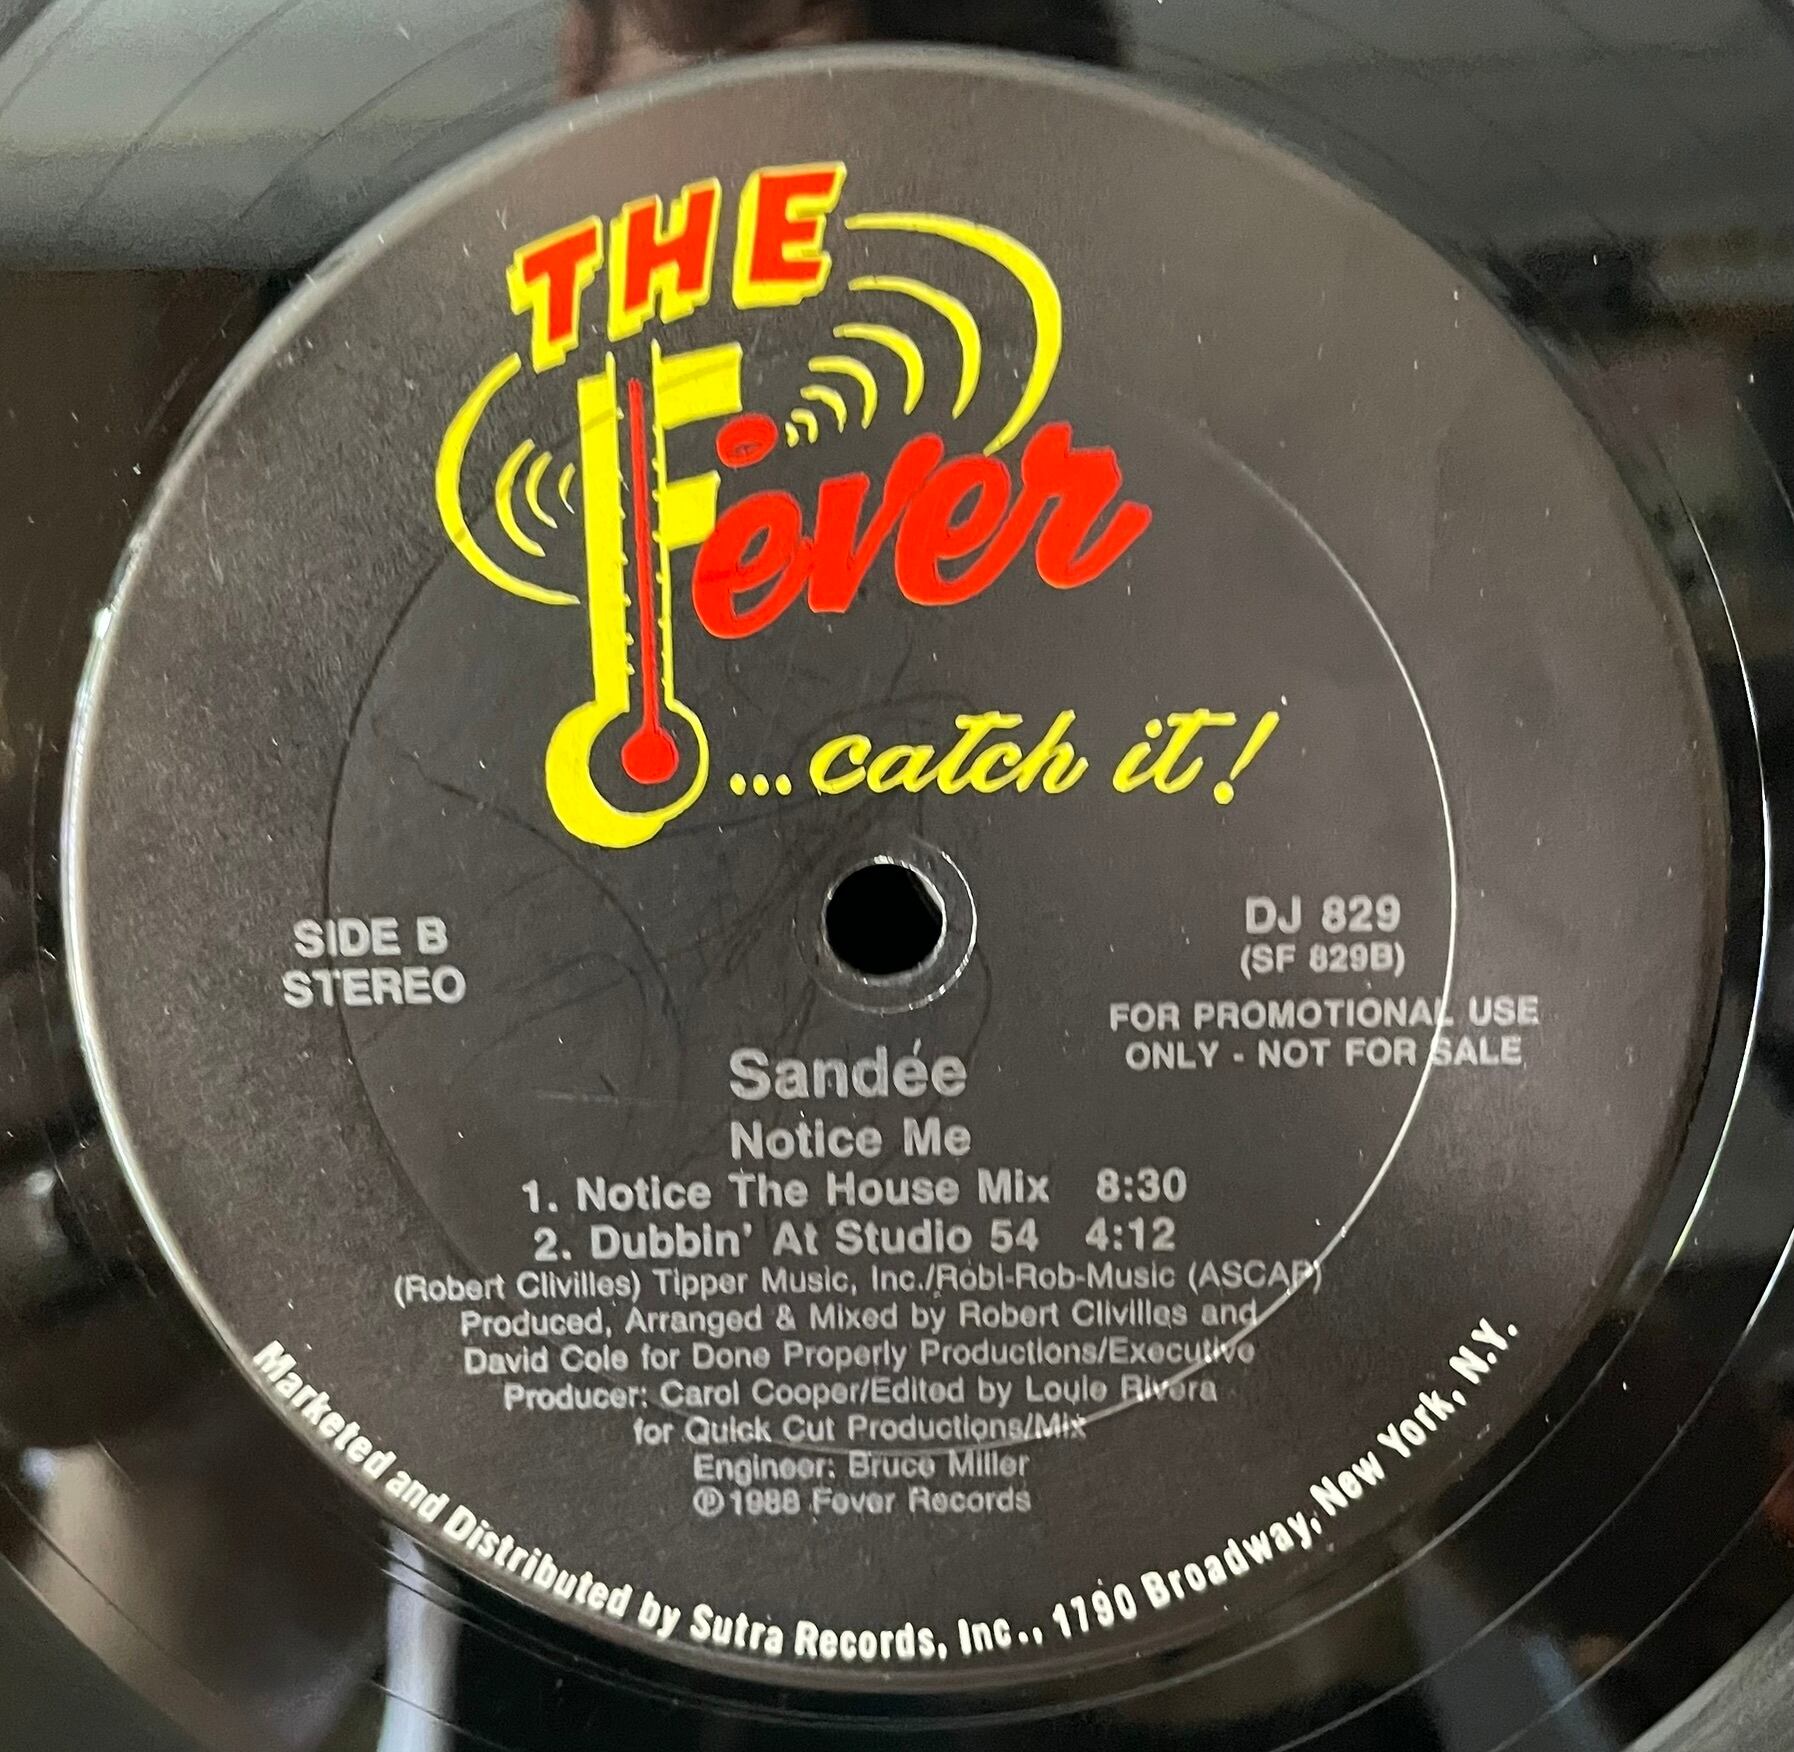 THE
Fever
...catch it!
SIDE B
STEREO
DJ 829
(SF 829B)
FOR PROMOTIONAL USE
ONLY - NOT FOR SALE
Sandée
Notice Me
1. Notice The House Mix 8:30
2. Dubbin' At Studio 54 4:12
(Robert Clivilles) Tipper Music, Inc./Robi-Rob-Music (ASCAP)
Produced, Arranged & Mixed by Robert Clivilles and
David Cole for Done Properly Productions/Executive
Producer: Carol Cooper/Edited by Louie Rivera
for Quick Cut Productions/Mix
Engineer: Bruce Miller
℗1988 Fever Records
Marketed and Distributed by Sutra Records, Inc., 1790 Broadway, New York, N.Y.